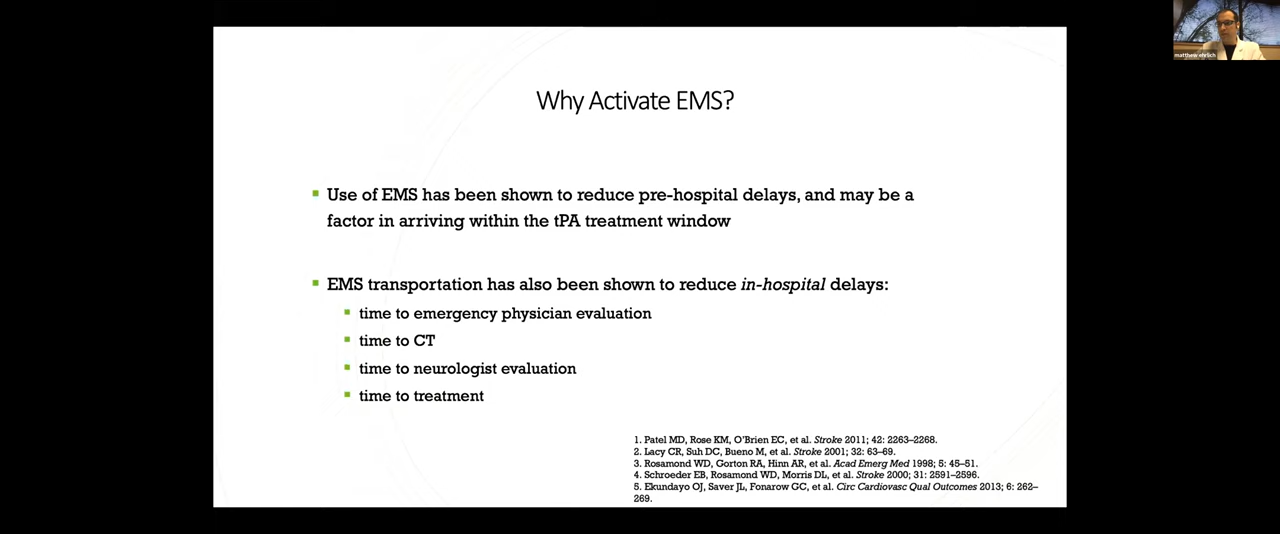 matthew ehrlich
Why Activate EMS?
Use of EMS has been shown to reduce pre-hospital delays, and may be a
factor in arriving within the tPA treatment window
EMS transportation has also been shown to reduce in-hospital delays:
time to emergency physician evaluation
time to CT
time to neurologist evaluation
time to treatment
1. Patel MD, Rose KM, O'Brien EC, et al. Stroke 2011; 42: 2263–2268.
2. Lacy CR, Suh DC, Bueno M, et al. Stroke 2001; 32: 63–69.
3. Rosamond WD, Gorton RA, Hinn AR, et al. Acad Emerg Med 1998; 5: 45–51.
4. Schroeder EB, Rosamond WD, Morris DL, et al. Stroke 2000; 31: 2591–2596.
5. Ekundayo OJ, Saver JL, Fonarow GC, et al. Circ Cardiovasc Qual Outcomes 2013; 6: 262–
269.